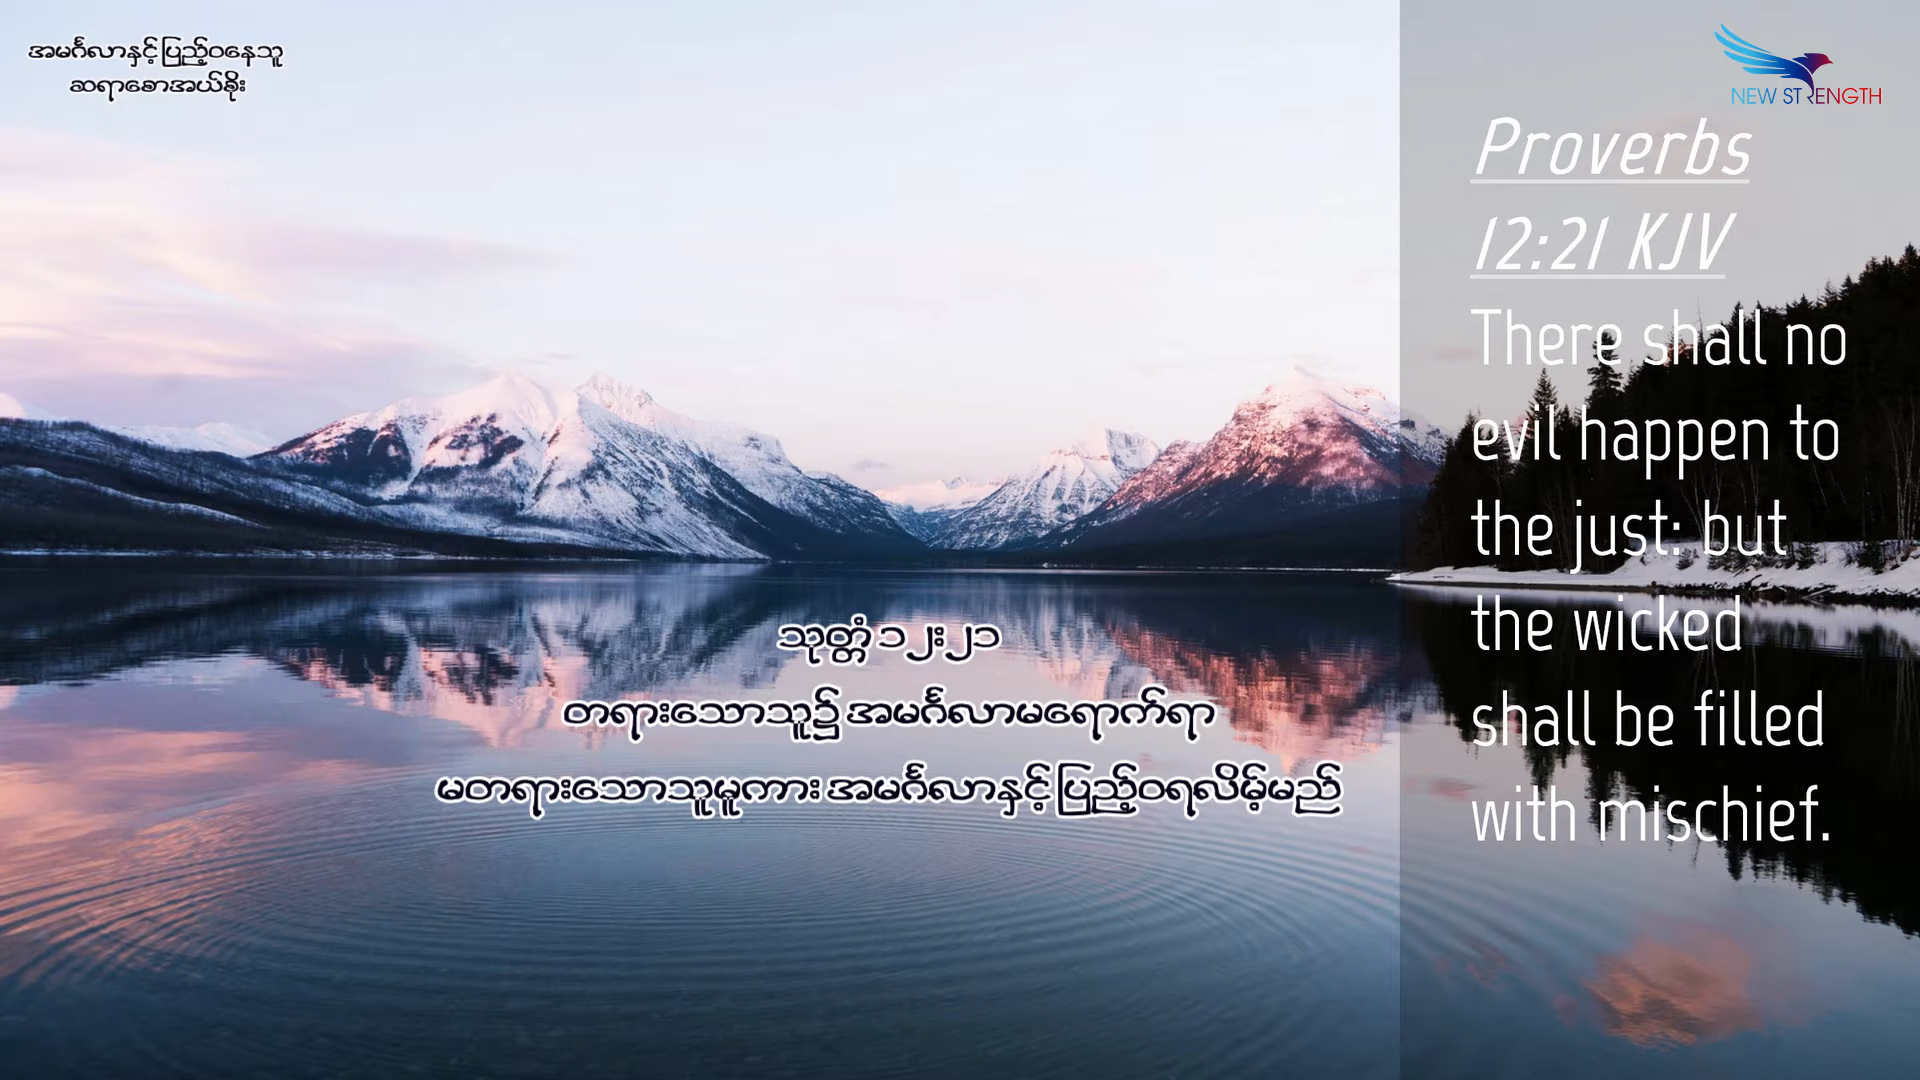 အမင်္ဂလာနှင့်ပြည့်ဝနေသူ
ဆရာစောအယ်ခိုး
NEW STRENGTH
သုတ္တံ ၁၂း၂၁
တရားသောသူ၌ အမင်္ဂလာမရောက်ရာ
မတရားသောသူမူကား အမင်္ဂလာနှင့်ပြည့်ဝရလိမ့်မည်
Proverbs
12:21 KJV
There shall no
evil happen to
the just: but
the wicked
shall be filled
with mischief.